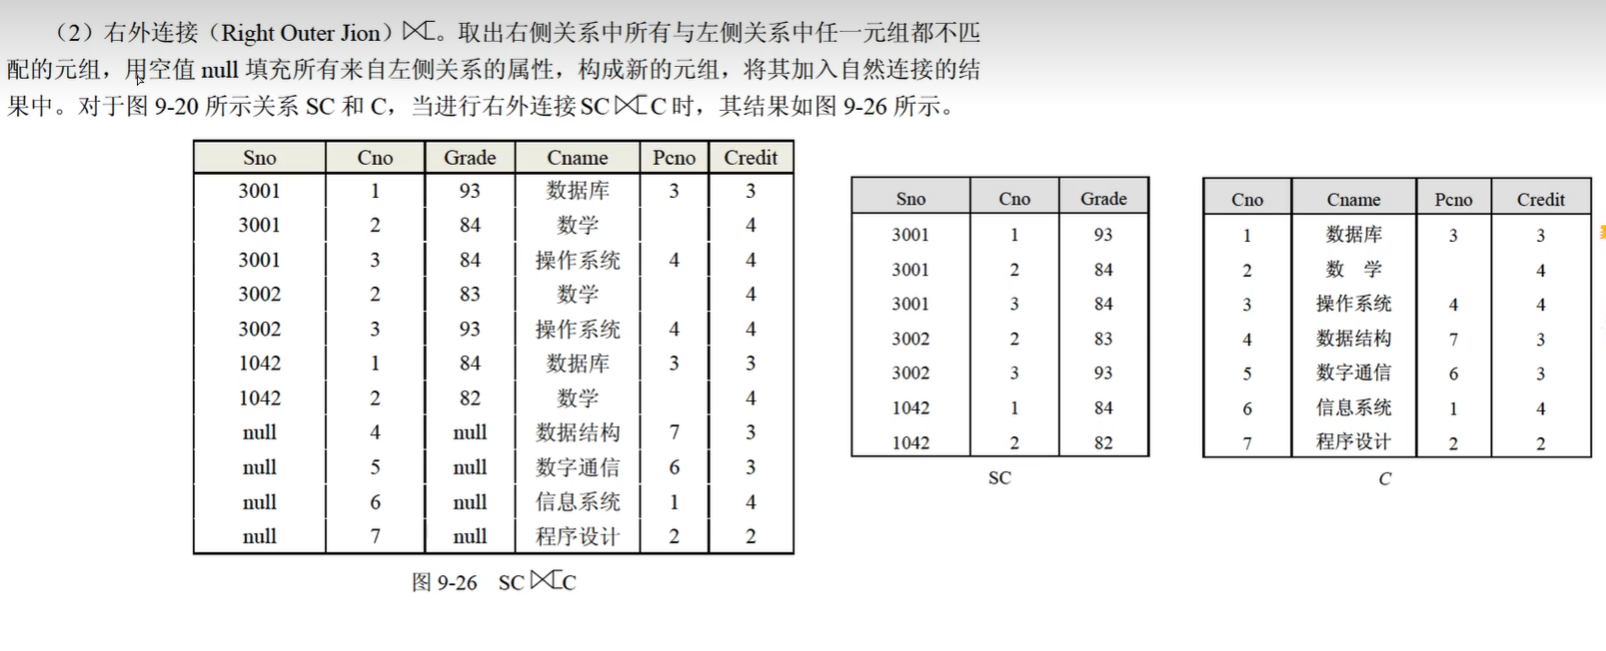 （2）右外连接（Right Outer Jion）⟖。取出右侧关系中所有与左侧关系中任一元组都不匹
配的元组，用空值 null 填充所有来自左侧关系的属性，构成新的元组，将其加入自然连接的结
果中。对于图 9-20 所示关系 SC 和 C，当进行右外连接 SC⟖C 时，其结果如图 9-26 所示。
Sno Cno Grade Cname Pcno Credit
3001 1 93 数据库 3 3
3001 2 84 数学 4
3001 3 84 操作系统 4 4
3002 2 83 数学 4
3002 3 93 操作系统 4 4
1042 1 84 数据库 3 3
1042 2 82 数学 4
null 4 null 数据结构 7 3
null 5 null 数字通信 6 3
null 6 null 信息系统 1 4
null 7 null 程序设计 2 2
图 9-26 SC⟖C
Sno Cno Grade
3001 1 93
3001 2 84
3001 3 84
3002 2 83
3002 3 93
1042 1 84
1042 2 82
SC
Cno Cname Pcno Credit
1 数据库 3 3
2 数 学 4
3 操作系统 4 4
4 数据结构 7 3
5 数字通信 6 3
6 信息系统 1 4
7 程序设计 2 2
C